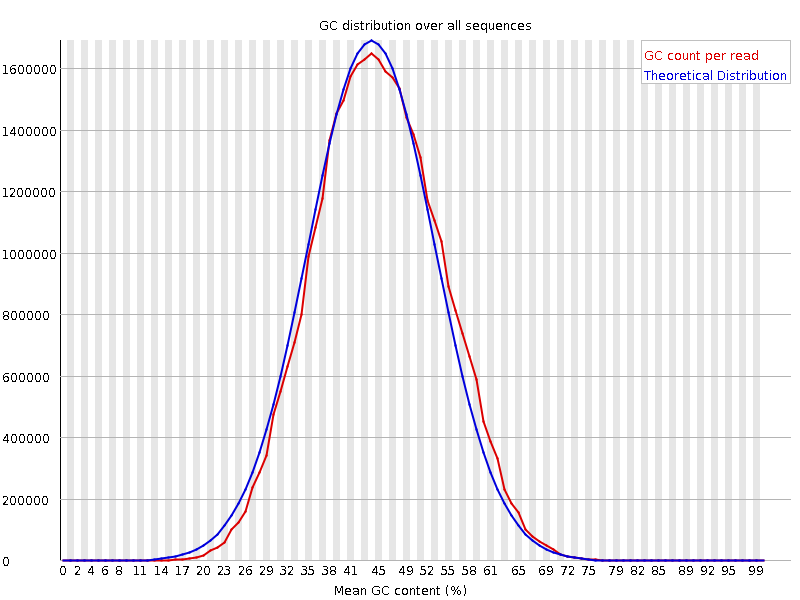 GC distribution over all sequences
GC count per read
Theoretical Distribution
1600000
1400000
1200000
1000000
800000
600000
400000
200000
0
0 2 4 6 8 11 14 17 20 23 26 29 32 35 38 41 45 49 52 55 58 61 65 69 72 75 79 82 85 89 92 95 99
Mean GC content (%)